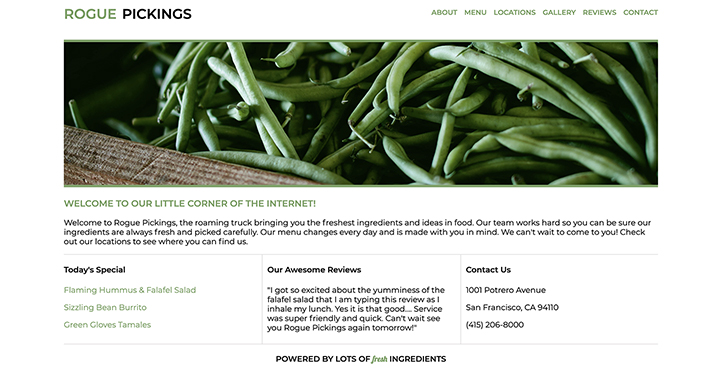 ROGUE PICKINGS
ABOUT MENU LOCATIONS GALLERY REVIEWS CONTACT
WELCOME TO OUR LITTLE CORNER OF THE INTERNET!
Welcome to Rogue Pickings, the roaming truck bringing you the freshest ingredients and ideas in food. Our team works hard so you can be sure our
ingredients are always fresh and picked carefully. Our menu changes every day and is made with you in mind. We can't wait to come to you! Check
out our locations to see where you can find us.
Today's Special
Flaming Hummus & Falafel Salad
Sizzling Bean Burrito
Green Gloves Tamales
Our Awesome Reviews
"I got so excited about the yumminess of the
falafel salad that I am typing this review as I
inhale my lunch. Yes it is that good.... Service
was super friendly and quick. Can't wait see
you Rogue Pickings again tomorrow!"
Contact Us
1001 Potrero Avenue
San Francisco, CA 94110
(415) 206-8000
POWERED BY LOTS OF fresh INGREDIENTS